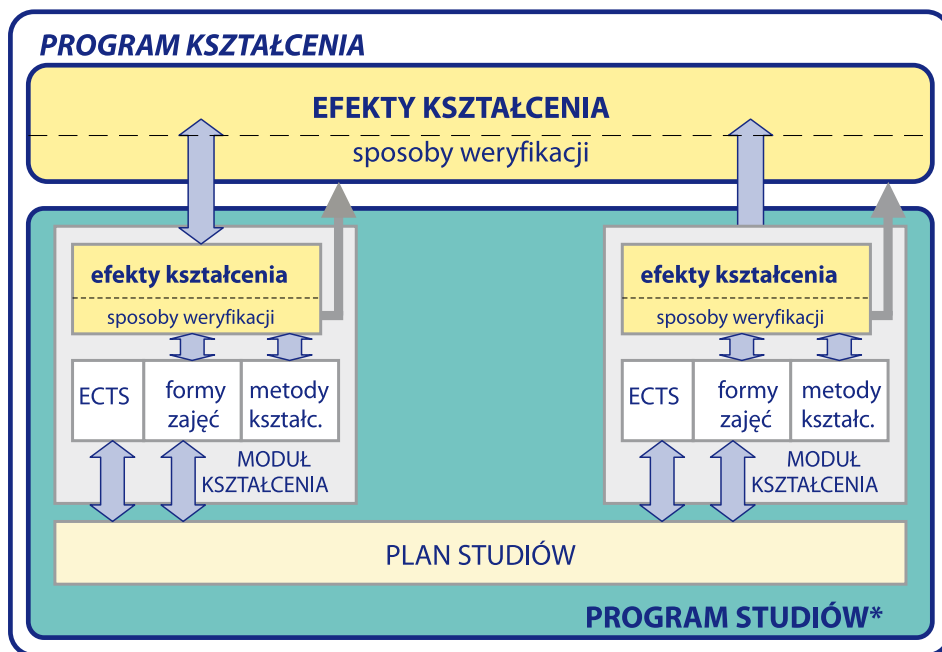 PROGRAM KSZTAŁCENIA
EFEKTY KSZTAŁCENIA
sposoby weryfikacji
efekty kształcenia
sposoby weryfikacji
ECTS
formy
zajęć
metody
kształc.
MODUŁ
KSZTAŁCENIA
efekty kształcenia
sposoby weryfikacji
ECTS
formy
zajęć
metody
kształc.
MODUŁ
KSZTAŁCENIA
PLAN STUDIÓW
PROGRAM STUDIÓW*